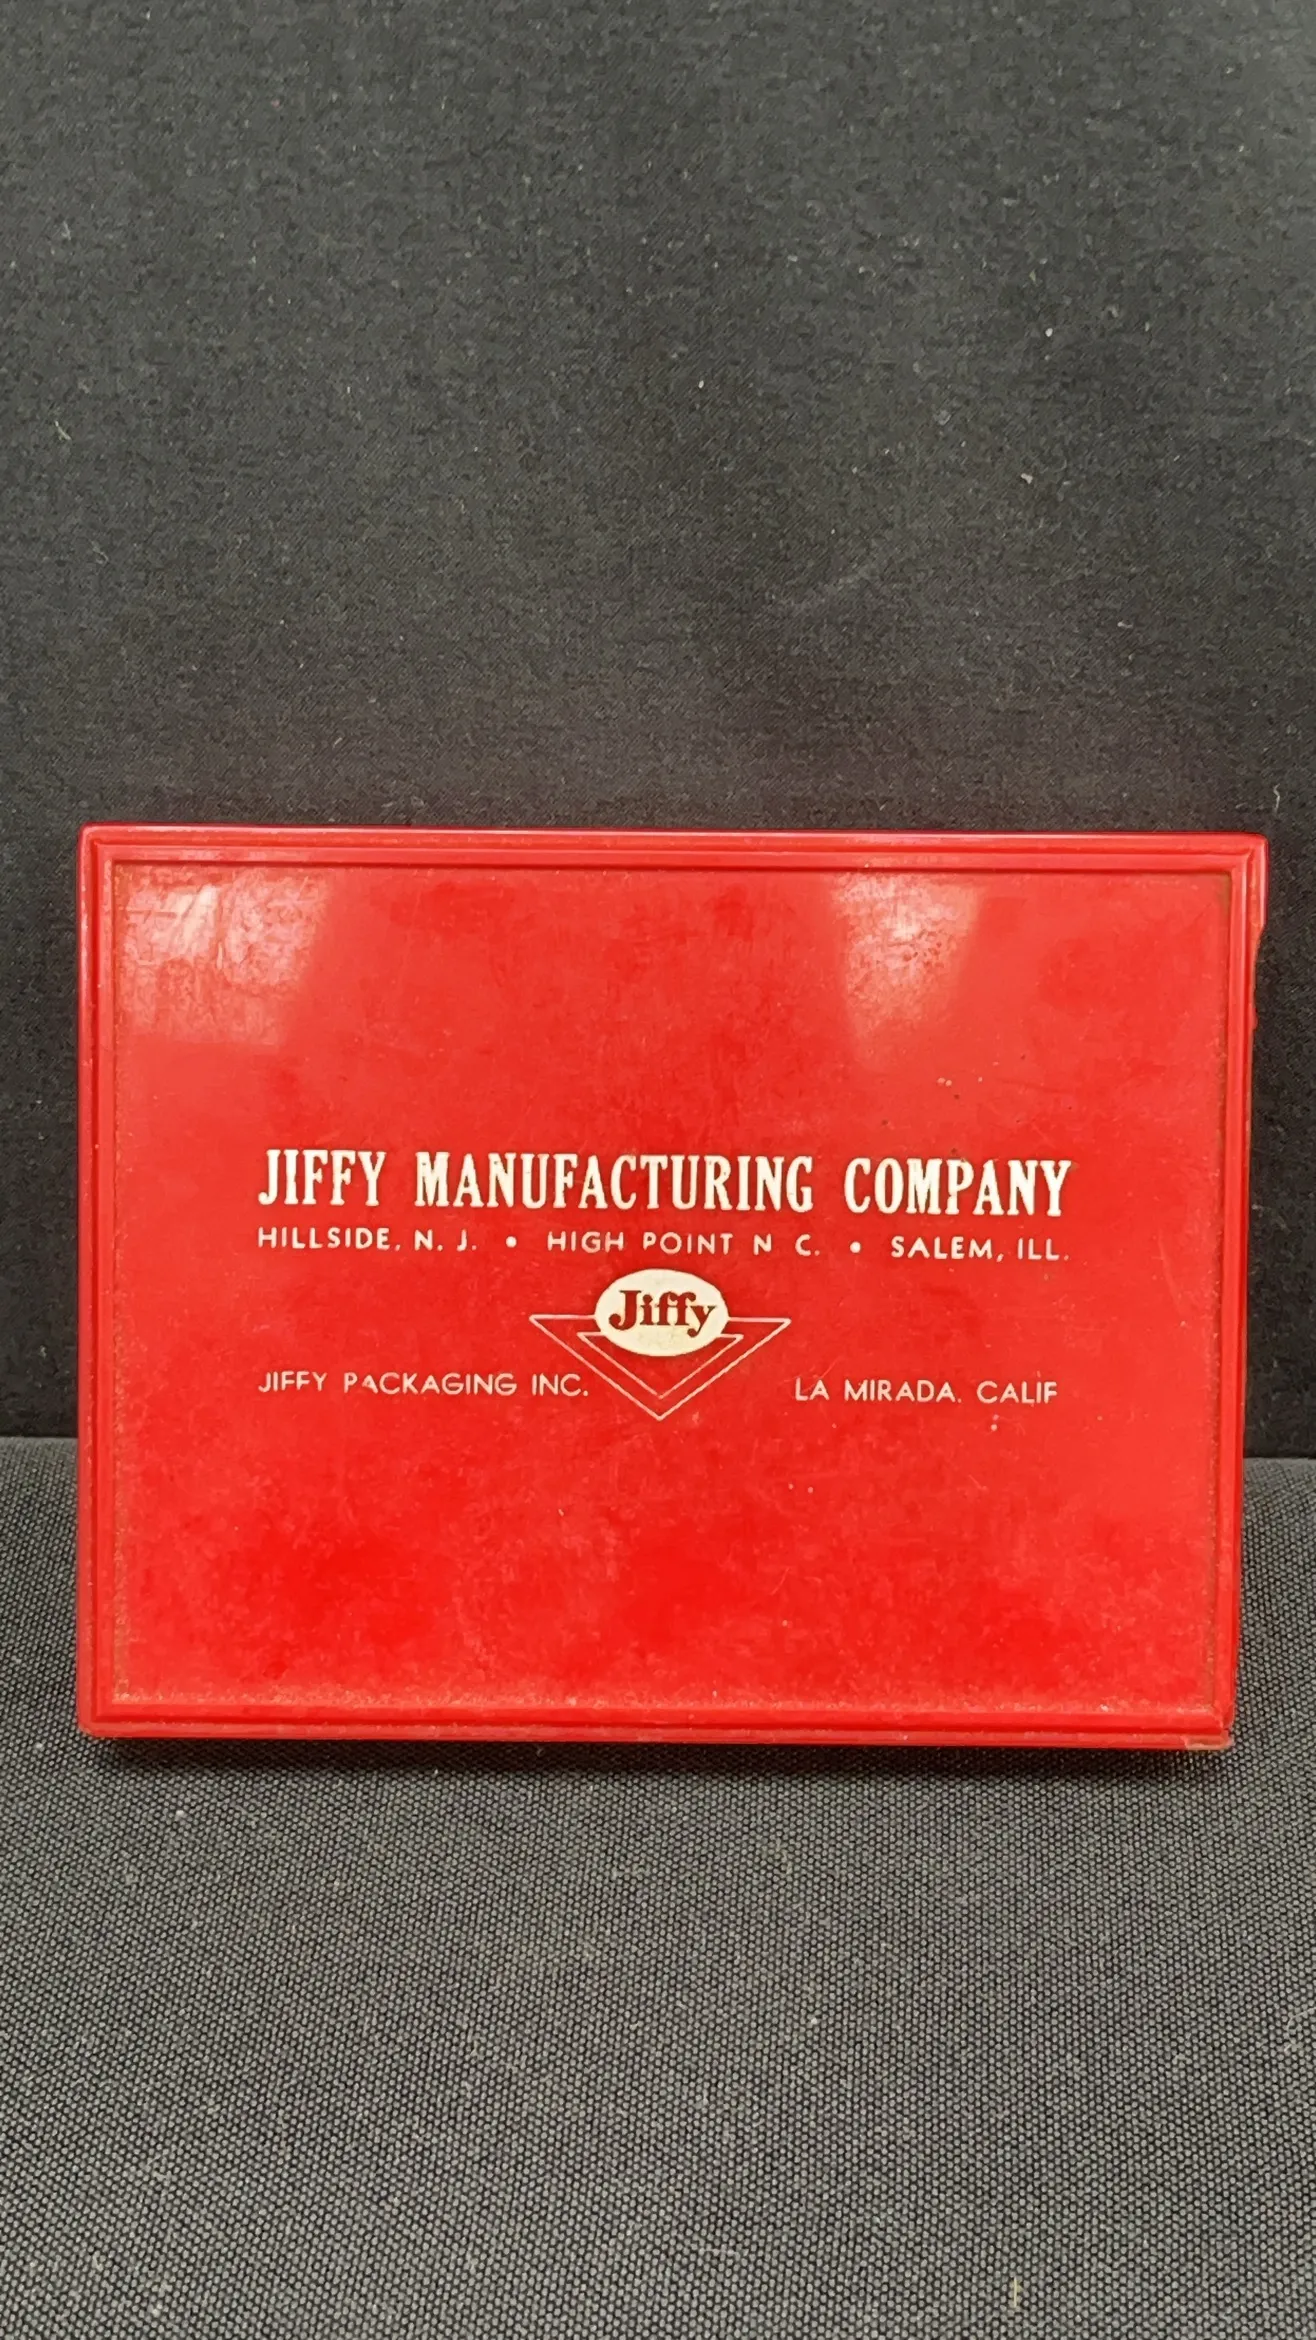 JIFFY MANUFACTURING COMPANY
HILLSIDE, N. J. • HIGH POINT N C. • SALEM, ILL.
Jiffy
JIFFY PACKAGING INC. LA MIRADA. CALIF